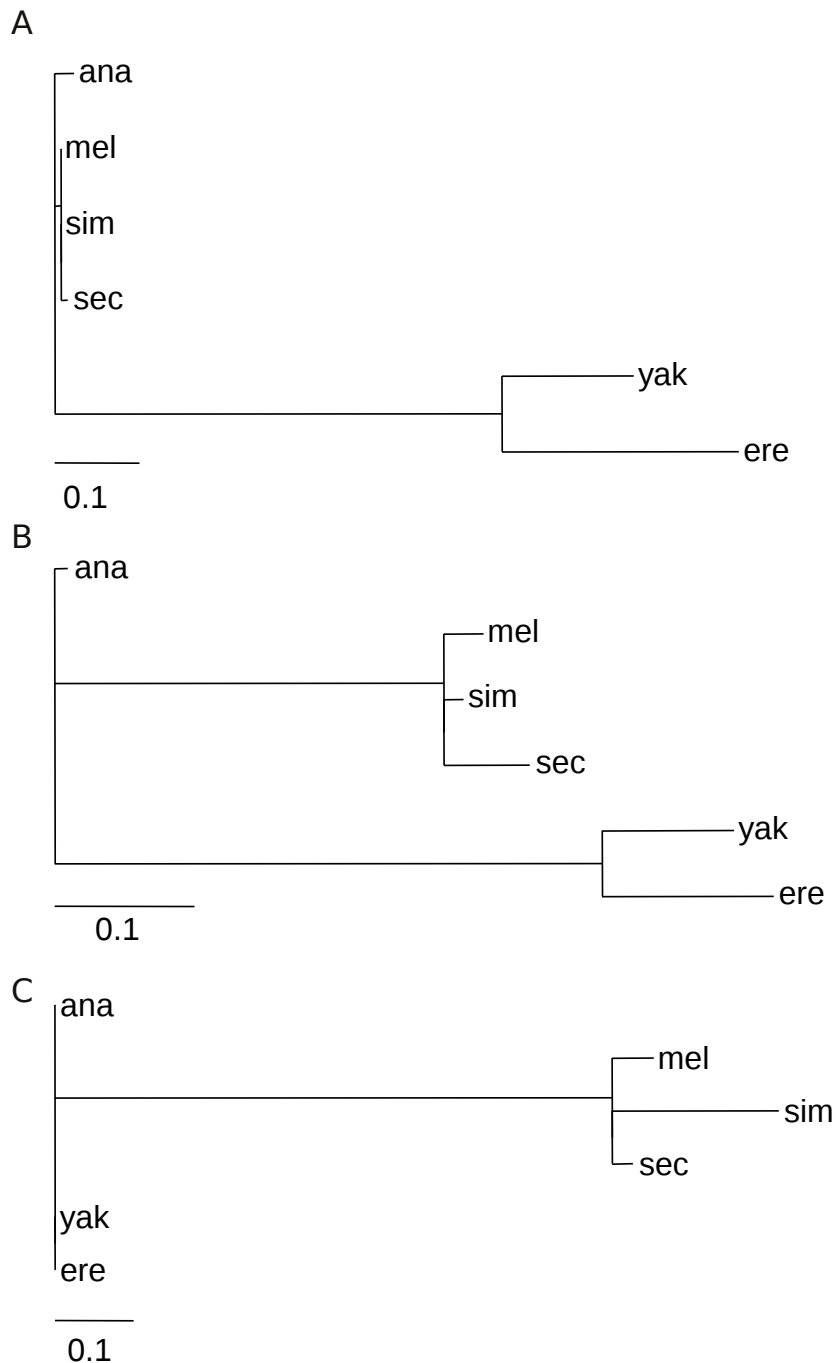 A
ana
mel
sim
sec
yak
ere
0.1
B
ana
mel
sim
sec
yak
ere
0.1
C
ana
mel
sim
sec
yak
ere
0.1